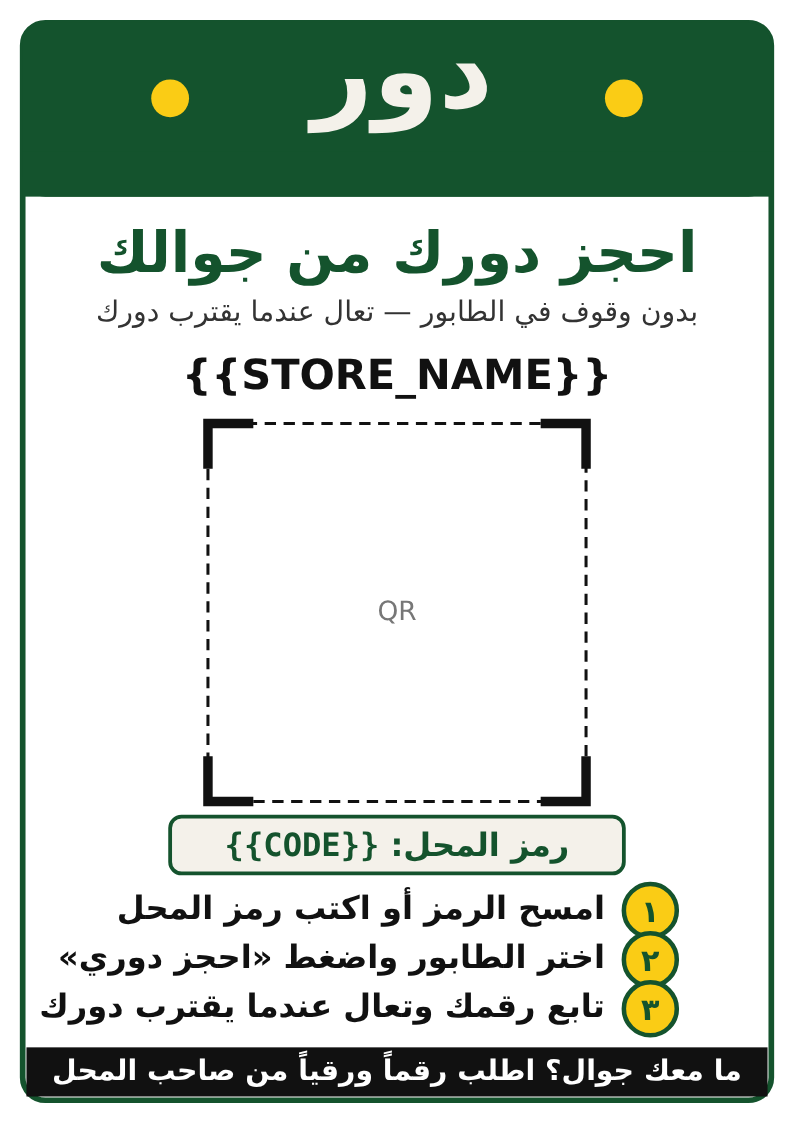 دور
احجز دورك من جوالك
بدون وقوف في الطابور — تعال عندما يقترب دورك
{{STORE_NAME}}
QR
رمز المحل: {{CODE}}
١ امسح الرمز أو اكتب رمز المحل
٢ اختر الطابور واضغط «احجز دوري»
٣ تابع رقمك وتعال عندما يقترب دورك
ما معك جوال؟ اطلب رقماً ورقياً من صاحب المحل